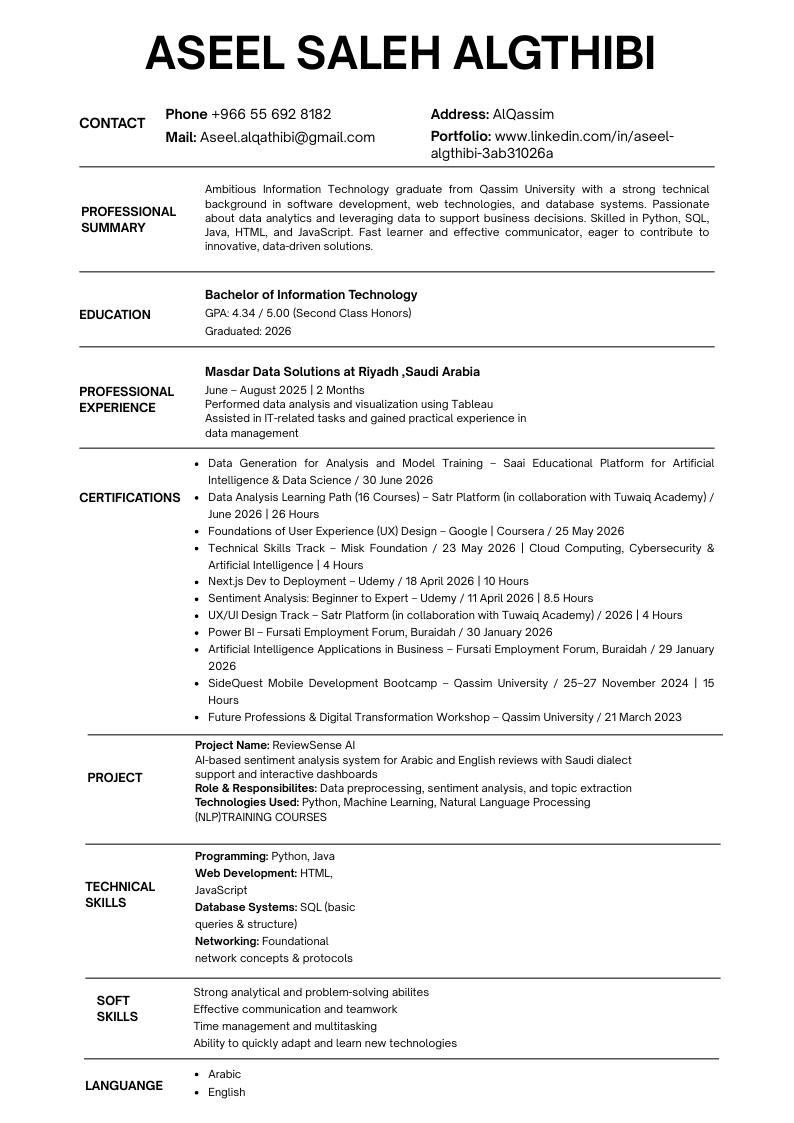 ASEEL SALEH ALGTHIBI
CONTACT
Phone +966 55 692 8182
Mail: Aseel.alqathibi@gmail.com
Address: AlQassim
Portfolio: www.linkedin.com/in/aseel-
algthibi-3ab31026a
PROFESSIONAL
SUMMARY
Ambitious Information Technology graduate from Qassim University with a strong technical
background in software development, web technologies, and database systems. Passionate
about data analytics and leveraging data to support business decisions. Skilled in Python, SQL,
Java, HTML, and JavaScript. Fast learner and effective communicator, eager to contribute to
innovative, data-driven solutions.
EDUCATION
Bachelor of Information Technology
GPA: 4.34 / 5.00 (Second Class Honors)
Graduated: 2026
PROFESSIONAL
EXPERIENCE
Masdar Data Solutions at Riyadh ,Saudi Arabia
June – August 2025 | 2 Months
Performed data analysis and visualization using Tableau
Assisted in IT-related tasks and gained practical experience in
data management
CERTIFICATIONS
• Data Generation for Analysis and Model Training – Saai Educational Platform for Artificial
Intelligence & Data Science / 30 June 2026
• Data Analysis Learning Path (16 Courses) – Satr Platform (in collaboration with Tuwaiq Academy) /
June 2026 | 26 Hours
• Foundations of User Experience (UX) Design – Google | Coursera / 25 May 2026
• Technical Skills Track – Misk Foundation / 23 May 2026 | Cloud Computing, Cybersecurity &
Artificial Intelligence | 4 Hours
• Next.js Dev to Deployment – Udemy / 18 April 2026 | 10 Hours
• Sentiment Analysis: Beginner to Expert – Udemy / 11 April 2026 | 8.5 Hours
• UX/UI Design Track – Satr Platform (in collaboration with Tuwaiq Academy) / 2026 | 4 Hours
• Power BI – Fursati Employment Forum, Buraidah / 30 January 2026
• Artificial Intelligence Applications in Business – Fursati Employment Forum, Buraidah / 29 January
2026
• SideQuest Mobile Development Bootcamp – Qassim University / 25–27 November 2024 | 15
Hours
• Future Professions & Digital Transformation Workshop – Qassim University / 21 March 2023
PROJECT
Project Name: ReviewSense AI
AI-based sentiment analysis system for Arabic and English reviews with Saudi dialect
support and interactive dashboards
Role & Responsibilites: Data preprocessing, sentiment analysis, and topic extraction
Technologies Used: Python, Machine Learning, Natural Language Processing
(NLP)TRAINING COURSES
TECHNICAL
SKILLS
Programming: Python, Java
Web Development: HTML,
JavaScript
Database Systems: SQL (basic
queries & structure)
Networking: Foundational
network concepts & protocols
SOFT
SKILLS
Strong analytical and problem-solving abilites
Effective communication and teamwork
Time management and multitasking
Ability to quickly adapt and learn new technologies
LANGUANGE
• Arabic
• English